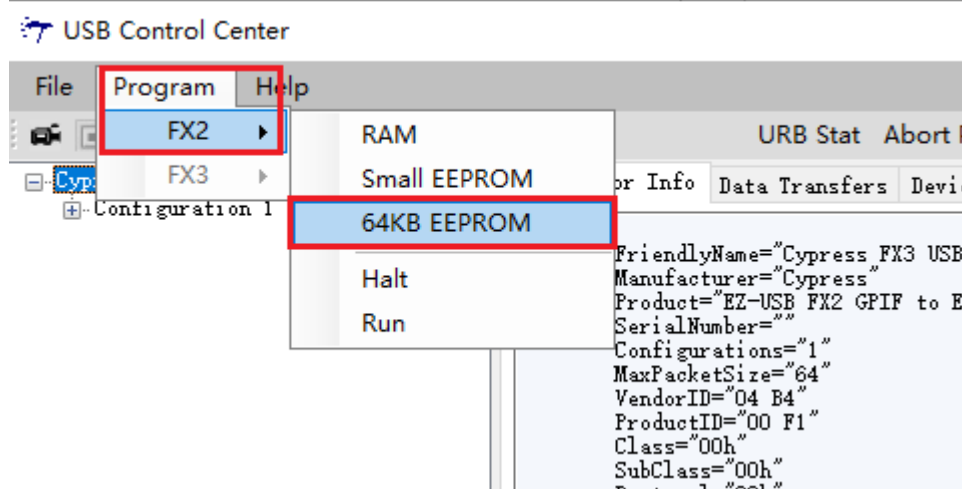 USB Control Center
File Program Help
FX2
FX3
RAM
Small EEPROM
64KB EEPROM
Halt
Run
URB Stat Abort
Cyp
Configuration 1
or Info Data Transfers Devi
FriendlyName="Cypress FX3 USB
Manufacturer="Cypress"
Product="EZ-USB FX2 GPIF to E
SerialNumber=""
Configurations="1"
MaxPacketSize="64"
VendorID="04 B4"
ProductID="00 F1"
Class="00h"
SubClass="00h"